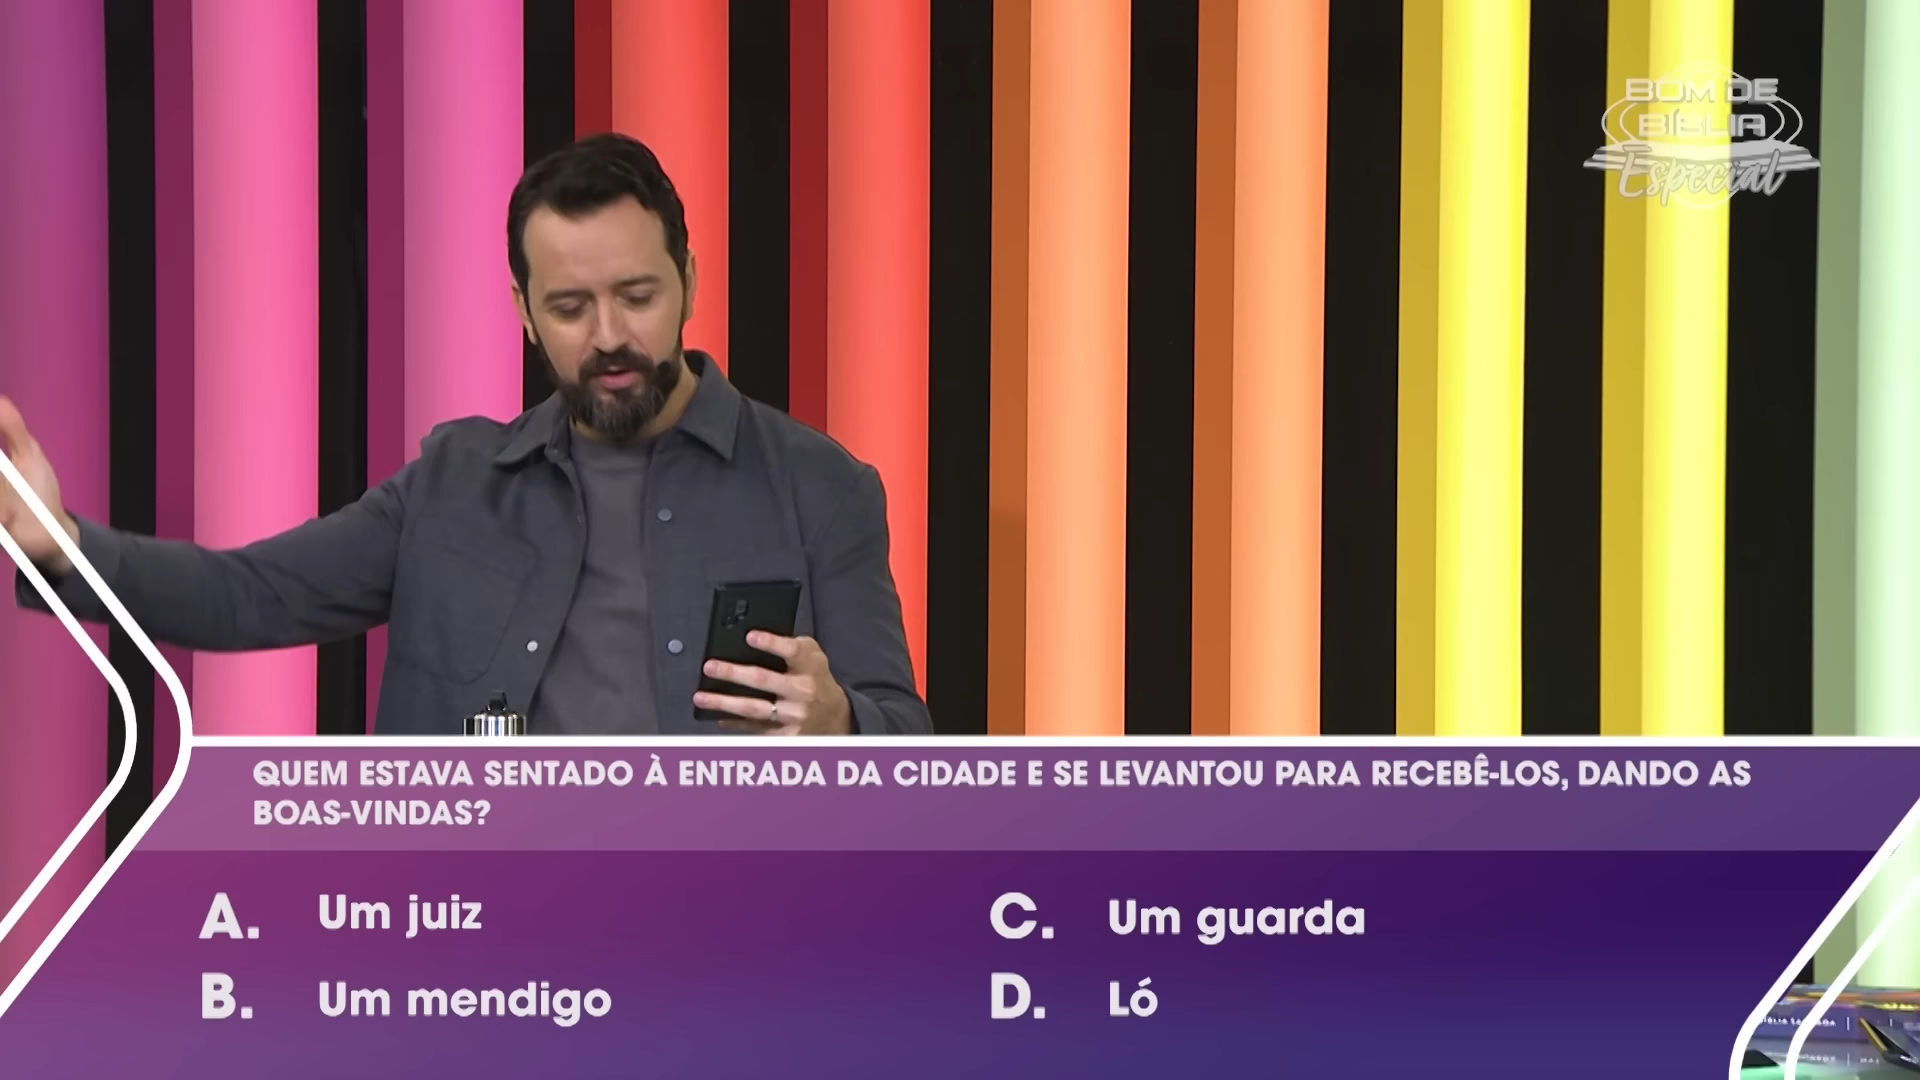 BOM DE
BÍBLIA
Especial
QUEM ESTAVA SENTADO À ENTRADA DA CIDADE E SE LEVANTOU PARA RECEBÊ-LOS, DANDO AS
BOAS-VINDAS?
A. Um juiz
B. Um mendigo
C. Um guarda
D. Ló